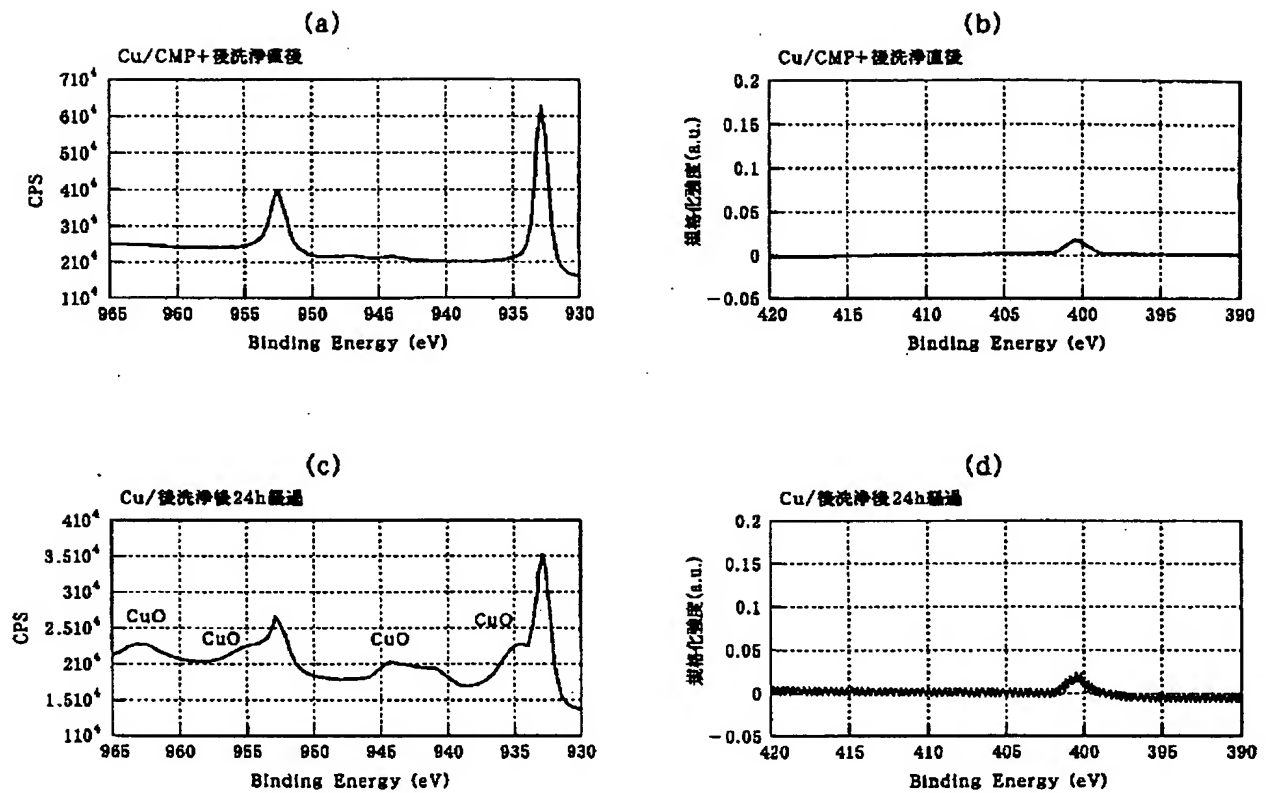 (a)
Cu/CMP+後洗浄直後
710⁴
610⁴
510⁴
410⁴
310⁴
210⁴
110⁴
CPS
965 960 955 950 945 940 935 930
Binding Energy (eV)
(b)
Cu/CMP+後洗浄直後
0.2
0.15
0.1
0.05
0
−0.05
規格化強度(a.u.)
420 415 410 405 400 395 390
Binding Energy (eV)
(c)
Cu/後洗浄後24h経過
410⁴
3.510⁴
310⁴
2.510⁴
210⁴
1.510⁴
110⁴
CPS
CuO CuO CuO CuO
965 960 955 950 945 940 935 930
Binding Energy (eV)
(d)
Cu/後洗浄後24h経過
0.2
0.15
0.1
0.05
0
−0.05
規格化強度(a.u.)
420 415 410 405 400 395 390
Binding Energy (eV)